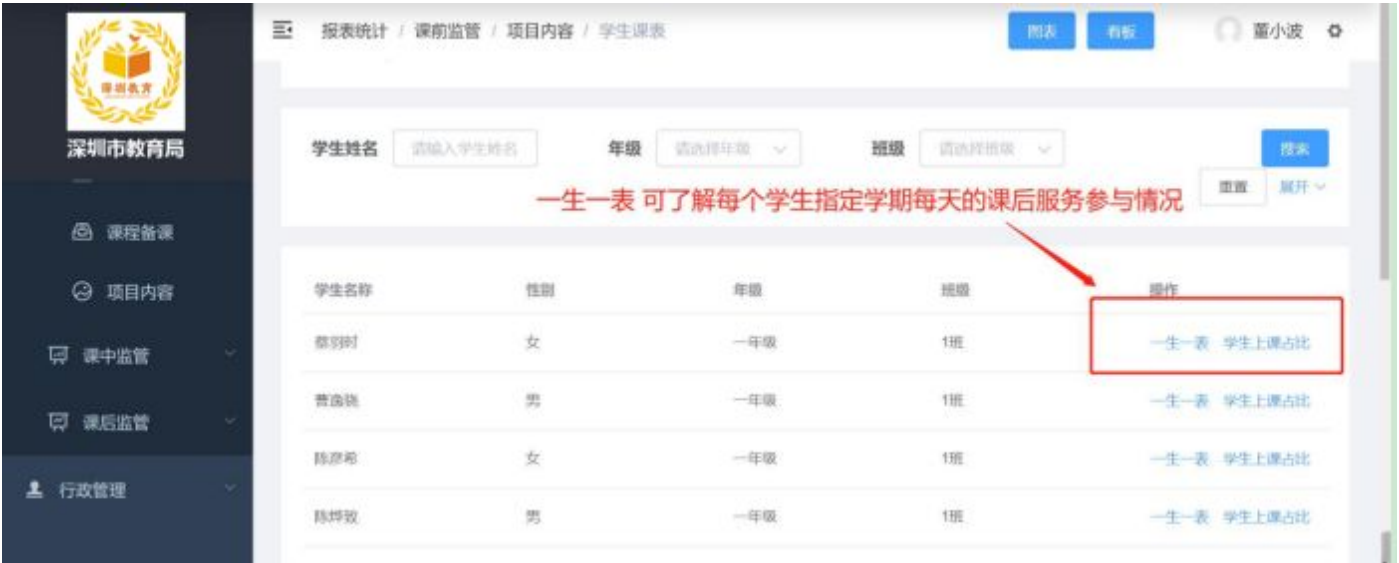 深圳教育
深圳市教育局
课程备课
项目内容
课中监管
课后监管
行政管理
报表统计 / 课前监管 / 项目内容 / 学生课表
图表 看板 董小波
学生姓名 请输入学生姓名 年级 请选择年级 班级 请选择班级 搜索
重置 展开
一生一表 可了解每个学生指定学期每天的课后服务参与情况
学生名称 性别 年级 班级 操作
女 一年级 1班 一生一表 学生上课占比
男 一年级 1班 一生一表 学生上课占比
陈彦希 女 一年级 1班 一生一表 学生上课占比
陈烨致 男 一年级 1班 一生一表 学生上课占比